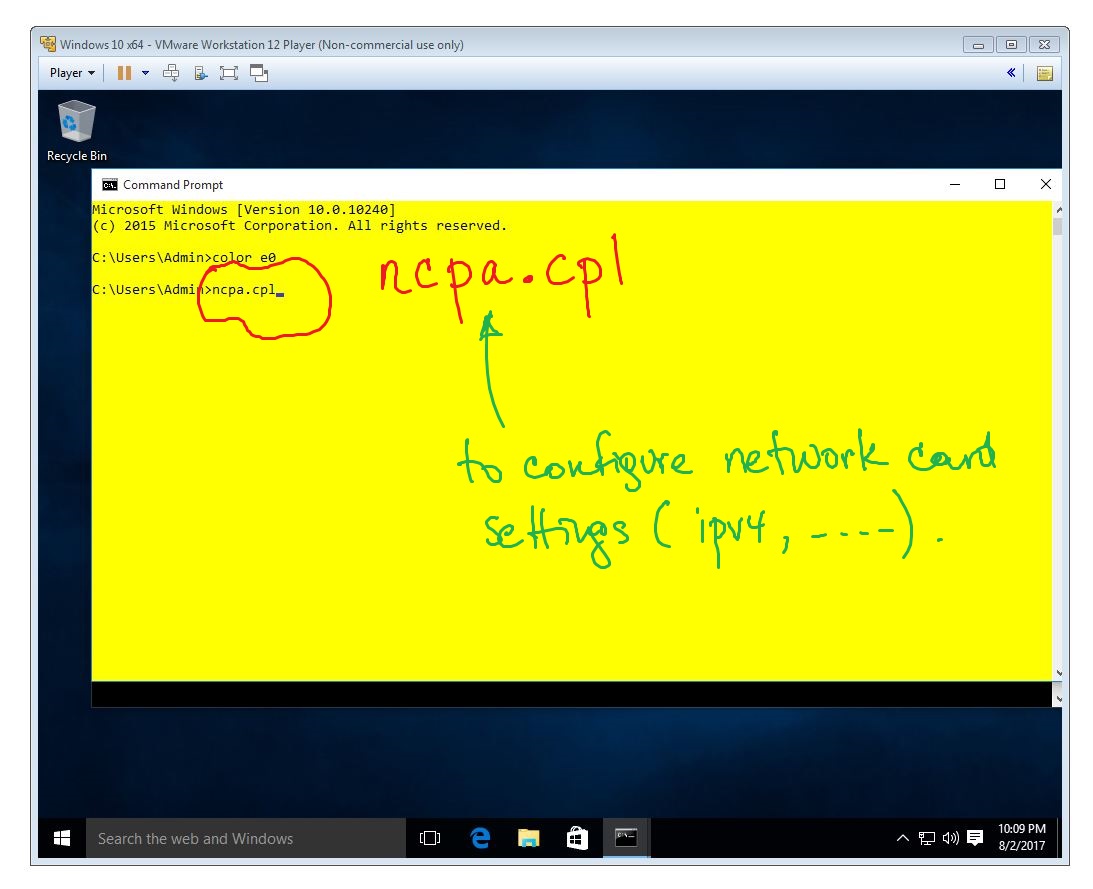 Windows 10 x64 - VMware Workstation 12 Player (Non-commercial use only)
Player
Recycle Bin
Command Prompt
Microsoft Windows [Version 10.0.10240]
(c) 2015 Microsoft Corporation. All rights reserved.
C:\Users\Admin>color e0
C:\Users\Admin>ncpa.cpl
ncpa.cpl
to configure network card
settings ( ipv4, -----) .
Search the web and Windows
10:09 PM
8/2/2017